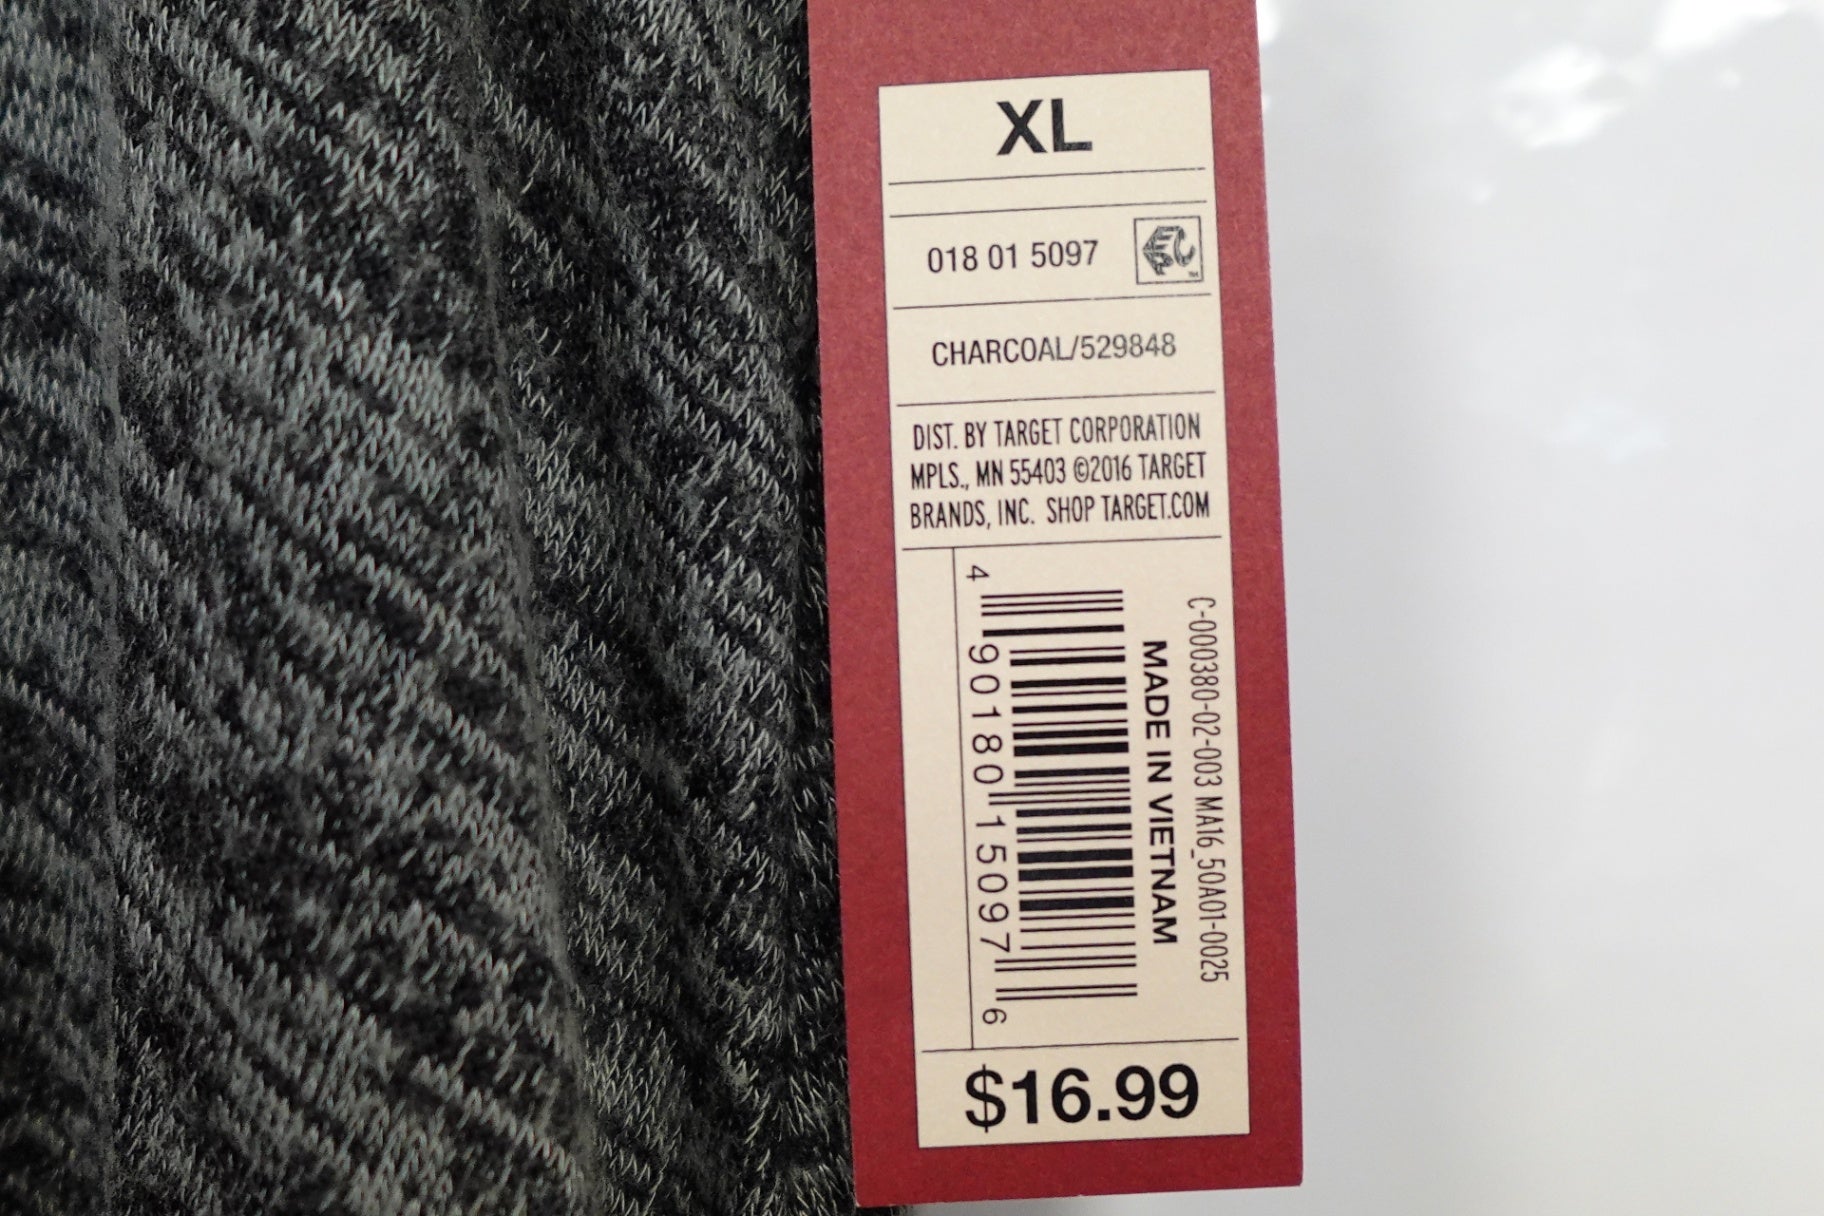 XL
018 01 5097
CHARCOAL/529848
DIST. BY TARGET CORPORATION
MPLS., MN 55403 ©2016 TARGET
BRANDS, INC. SHOP TARGET.COM
C-000380-02-003 MA16_50A01-0025
MADE IN VIETNAM
4 90180 15097 6
$16.99